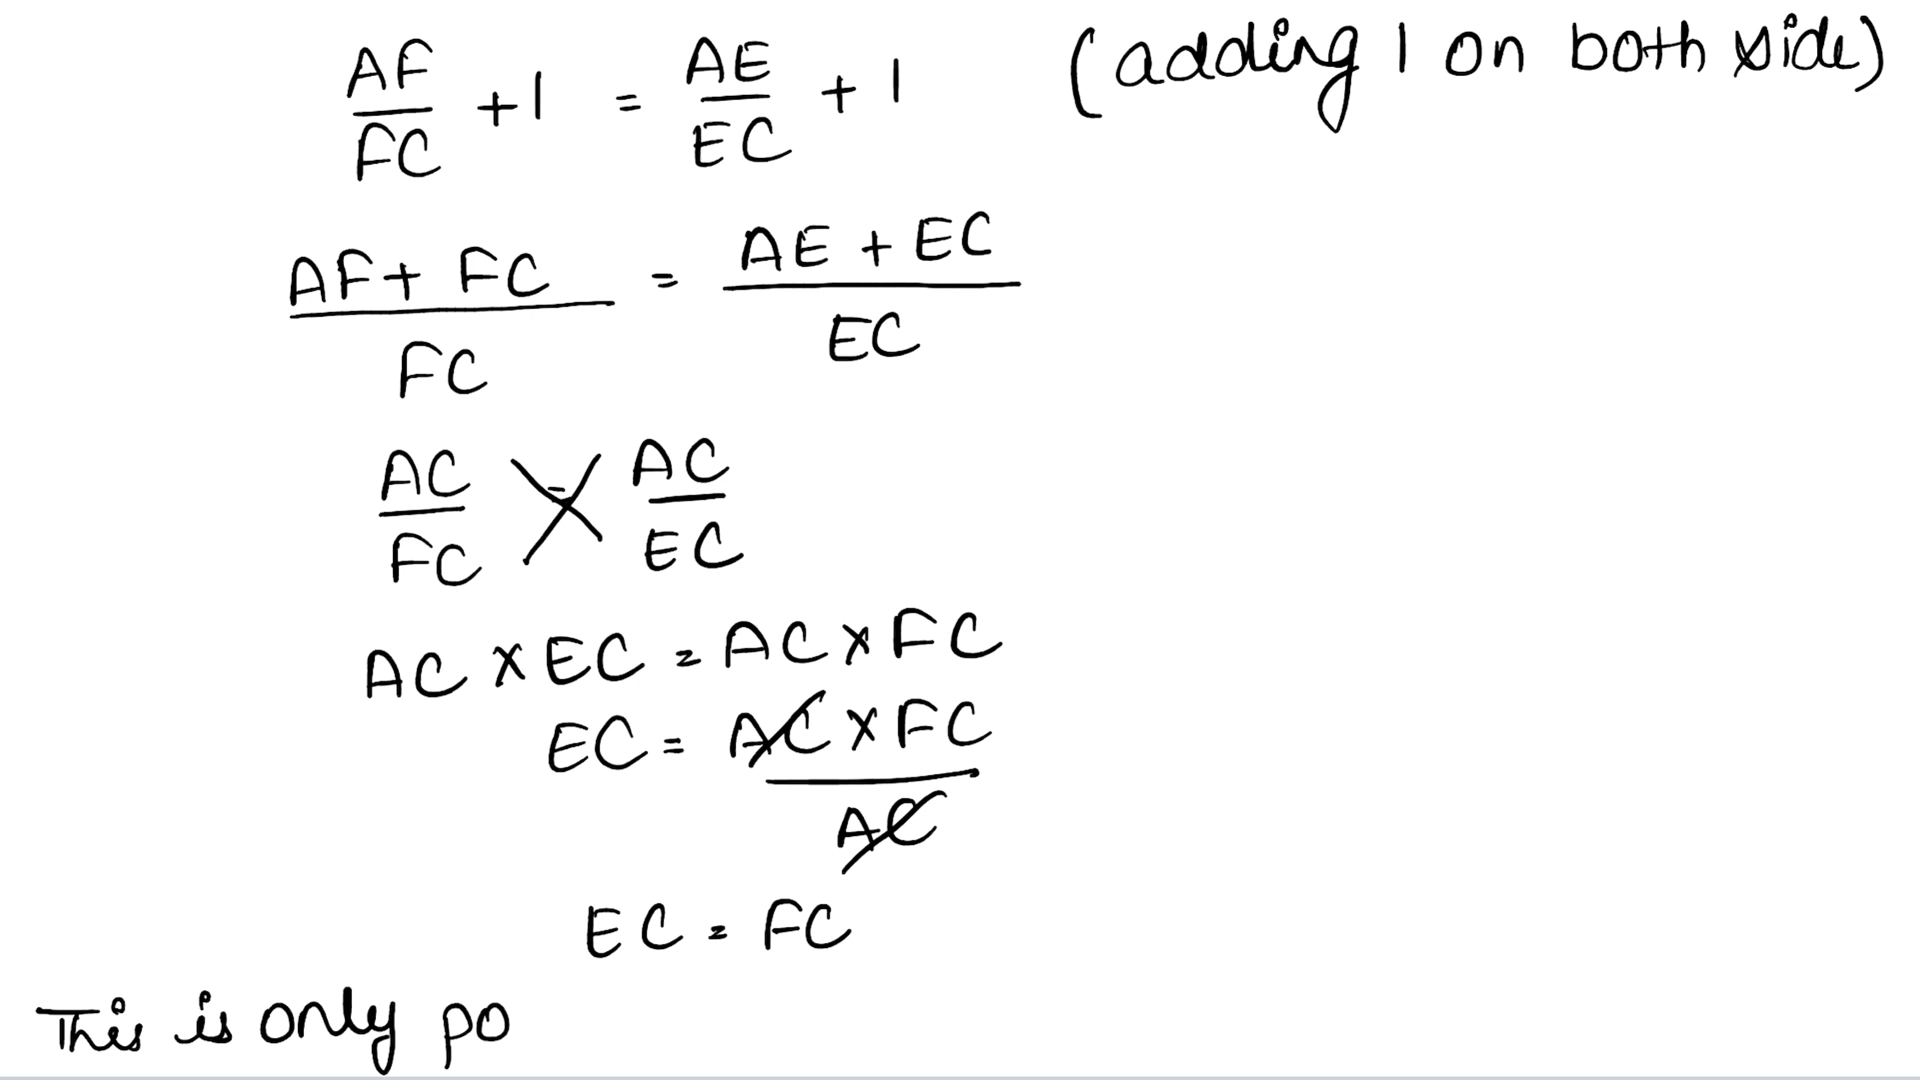 AF/FC + 1 = AE/EC + 1 (adding 1 on both side)
AF + FC / FC = AE + EC / EC
AC/FC = AC/EC
AC × EC = AC × FC
EC = AC × FC / AC
EC = FC
This is only po